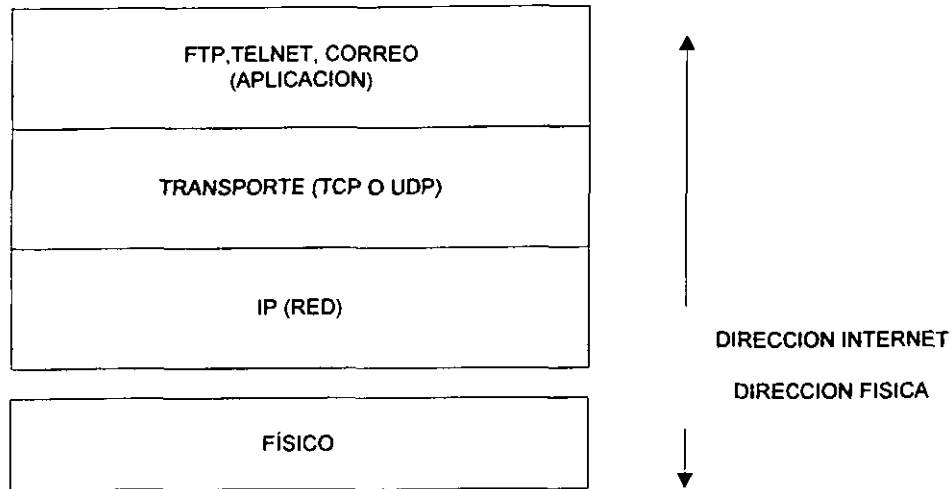 FTP,TELNET, CORREO
(APLICACION)
TRANSPORTE (TCP O UDP)
IP (RED)
DIRECCION INTERNET
DIRECCION FISICA
FÍSICO